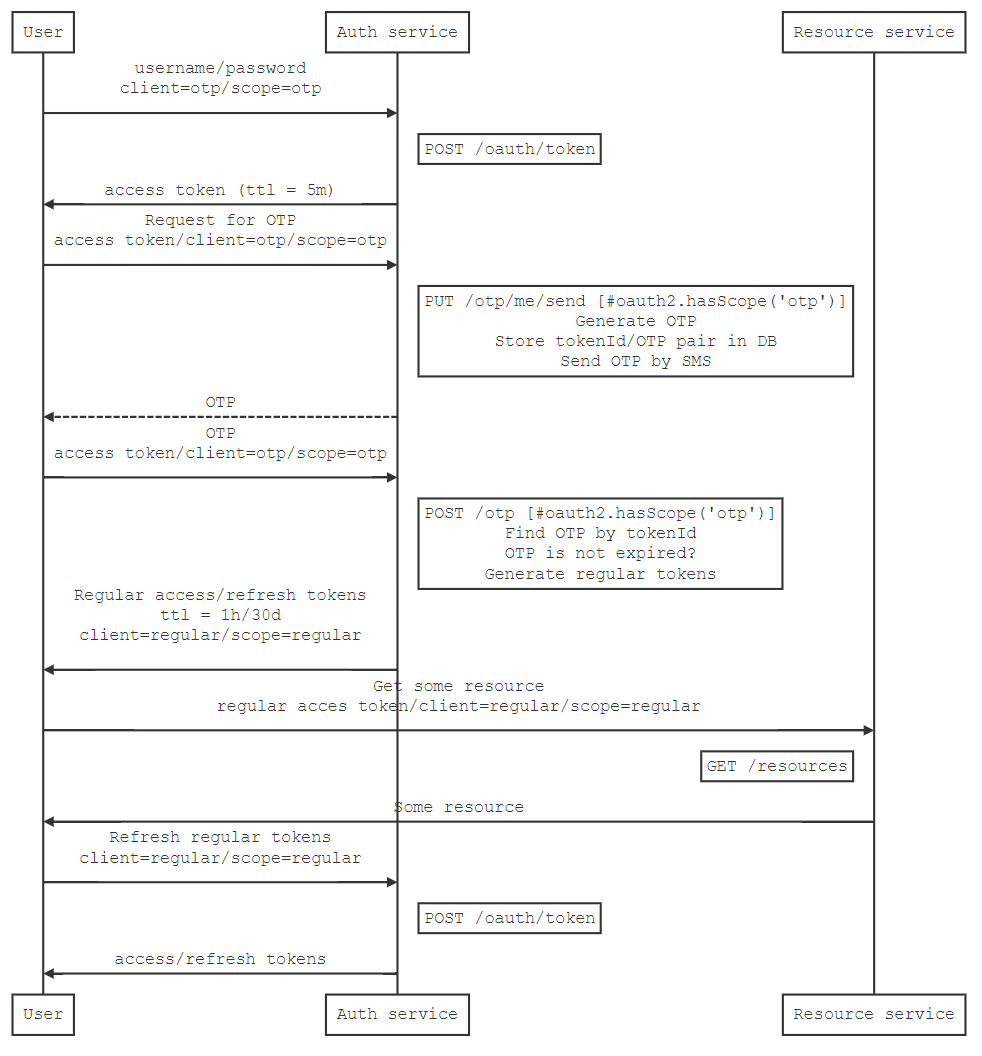 User
Auth service
Resource service
username/password
client=otp/scope=otp
POST /oauth/token
access token (ttl = 5m)
Request for OTP
access token/client=otp/scope=otp
PUT /otp/me/send [#oauth2.hasScope('otp')]
Generate OTP
Store tokenId/OTP pair in DB
Send OTP by SMS
OTP
OTP
access token/client=otp/scope=otp
POST /otp [#oauth2.hasScope('otp')]
Find OTP by tokenId
OTP is not expired?
Generate regular tokens
Regular access/refresh tokens
ttl = 1h/30d
client=regular/scope=regular
Get some resource
regular acces token/client=regular/scope=regular
GET /resources
Some resource
Refresh regular tokens
client=regular/scope=regular
POST /oauth/token
access/refresh tokens
User
Auth service
Resource service